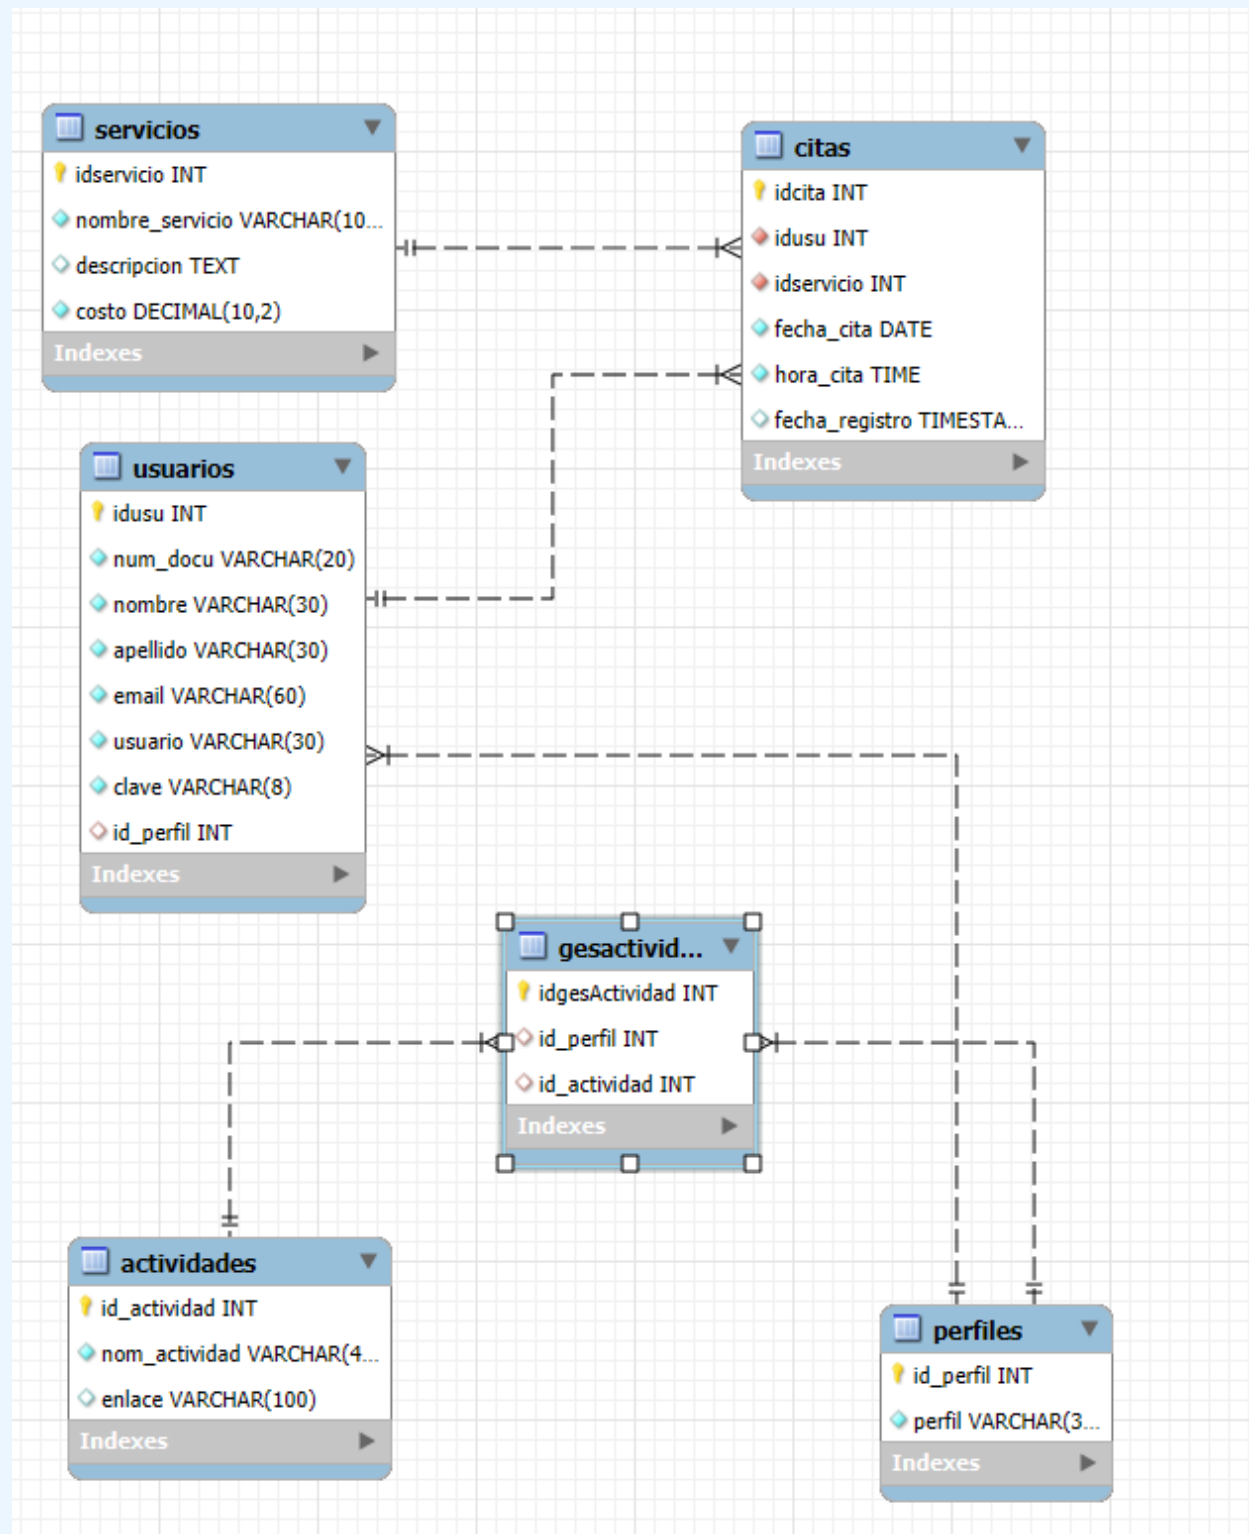 servicios
idservicio INT
nombre_servicio VARCHAR(10...
descripcion TEXT
costo DECIMAL(10,2)
Indexes
citas
idcita INT
idusu INT
idservicio INT
fecha_cita DATE
hora_cita TIME
fecha_registro TIMESTA...
Indexes
usuarios
idusu INT
num_docu VARCHAR(20)
nombre VARCHAR(30)
apellido VARCHAR(30)
email VARCHAR(60)
usuario VARCHAR(30)
clave VARCHAR(8)
id_perfil INT
Indexes
gesactivid...
idgesActividad INT
id_perfil INT
id_actividad INT
Indexes
actividades
id_actividad INT
nom_actividad VARCHAR(4...
enlace VARCHAR(100)
Indexes
perfiles
id_perfil INT
perfil VARCHAR(3...
Indexes